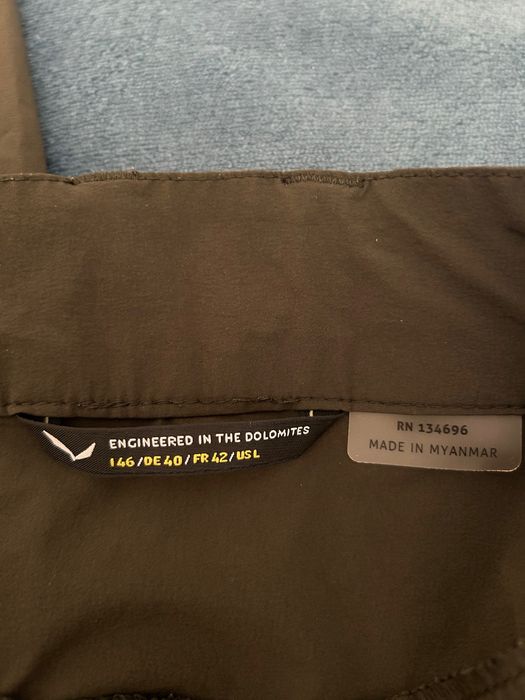 ENGINEERED IN THE DOLOMITES
I 46/DE 40/FR 42/US L
RN 134696
MADE IN MYANMAR